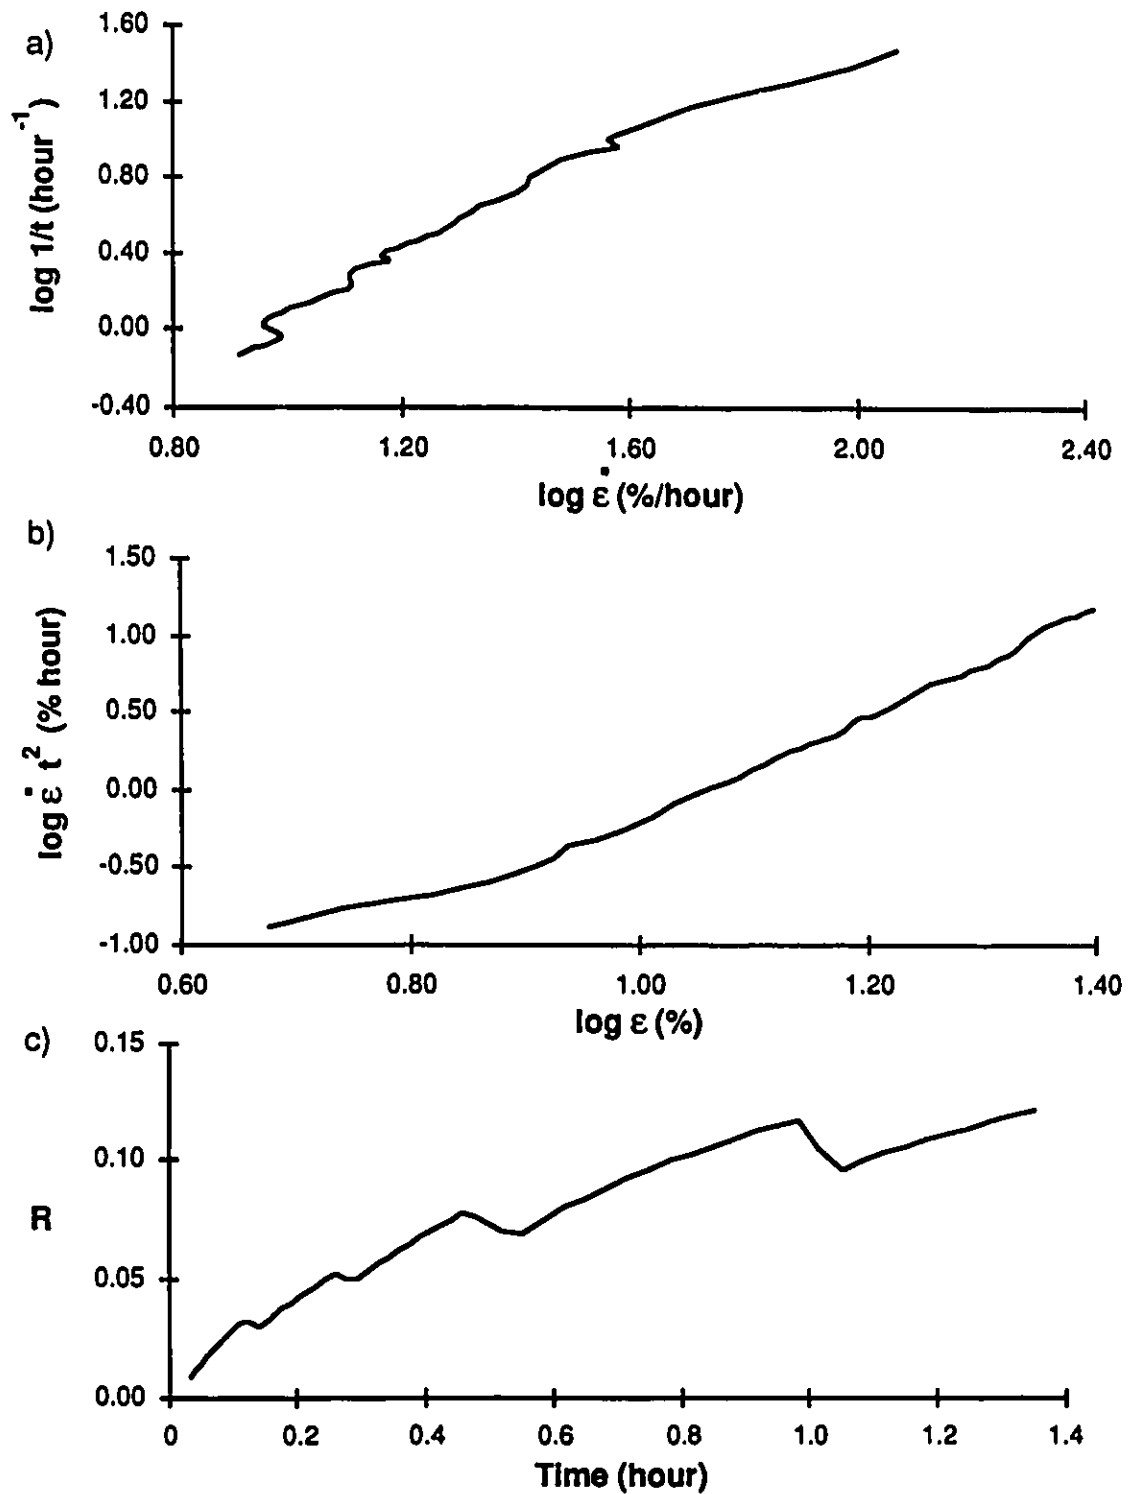 a)
1.60
1.20
0.80
0.40
0.00
-0.40
log 1/t (hour⁻¹)
0.80 1.20 1.60 2.00 2.40
log ε̇ (%/hour)
b)
1.50
1.00
0.50
0.00
-0.50
-1.00
log ε̇ t² (% hour)
0.60 0.80 1.00 1.20 1.40
log ε (%)
c)
0.15
0.10
0.05
0.00
R
0 0.2 0.4 0.6 0.8 1.0 1.2 1.4
Time (hour)